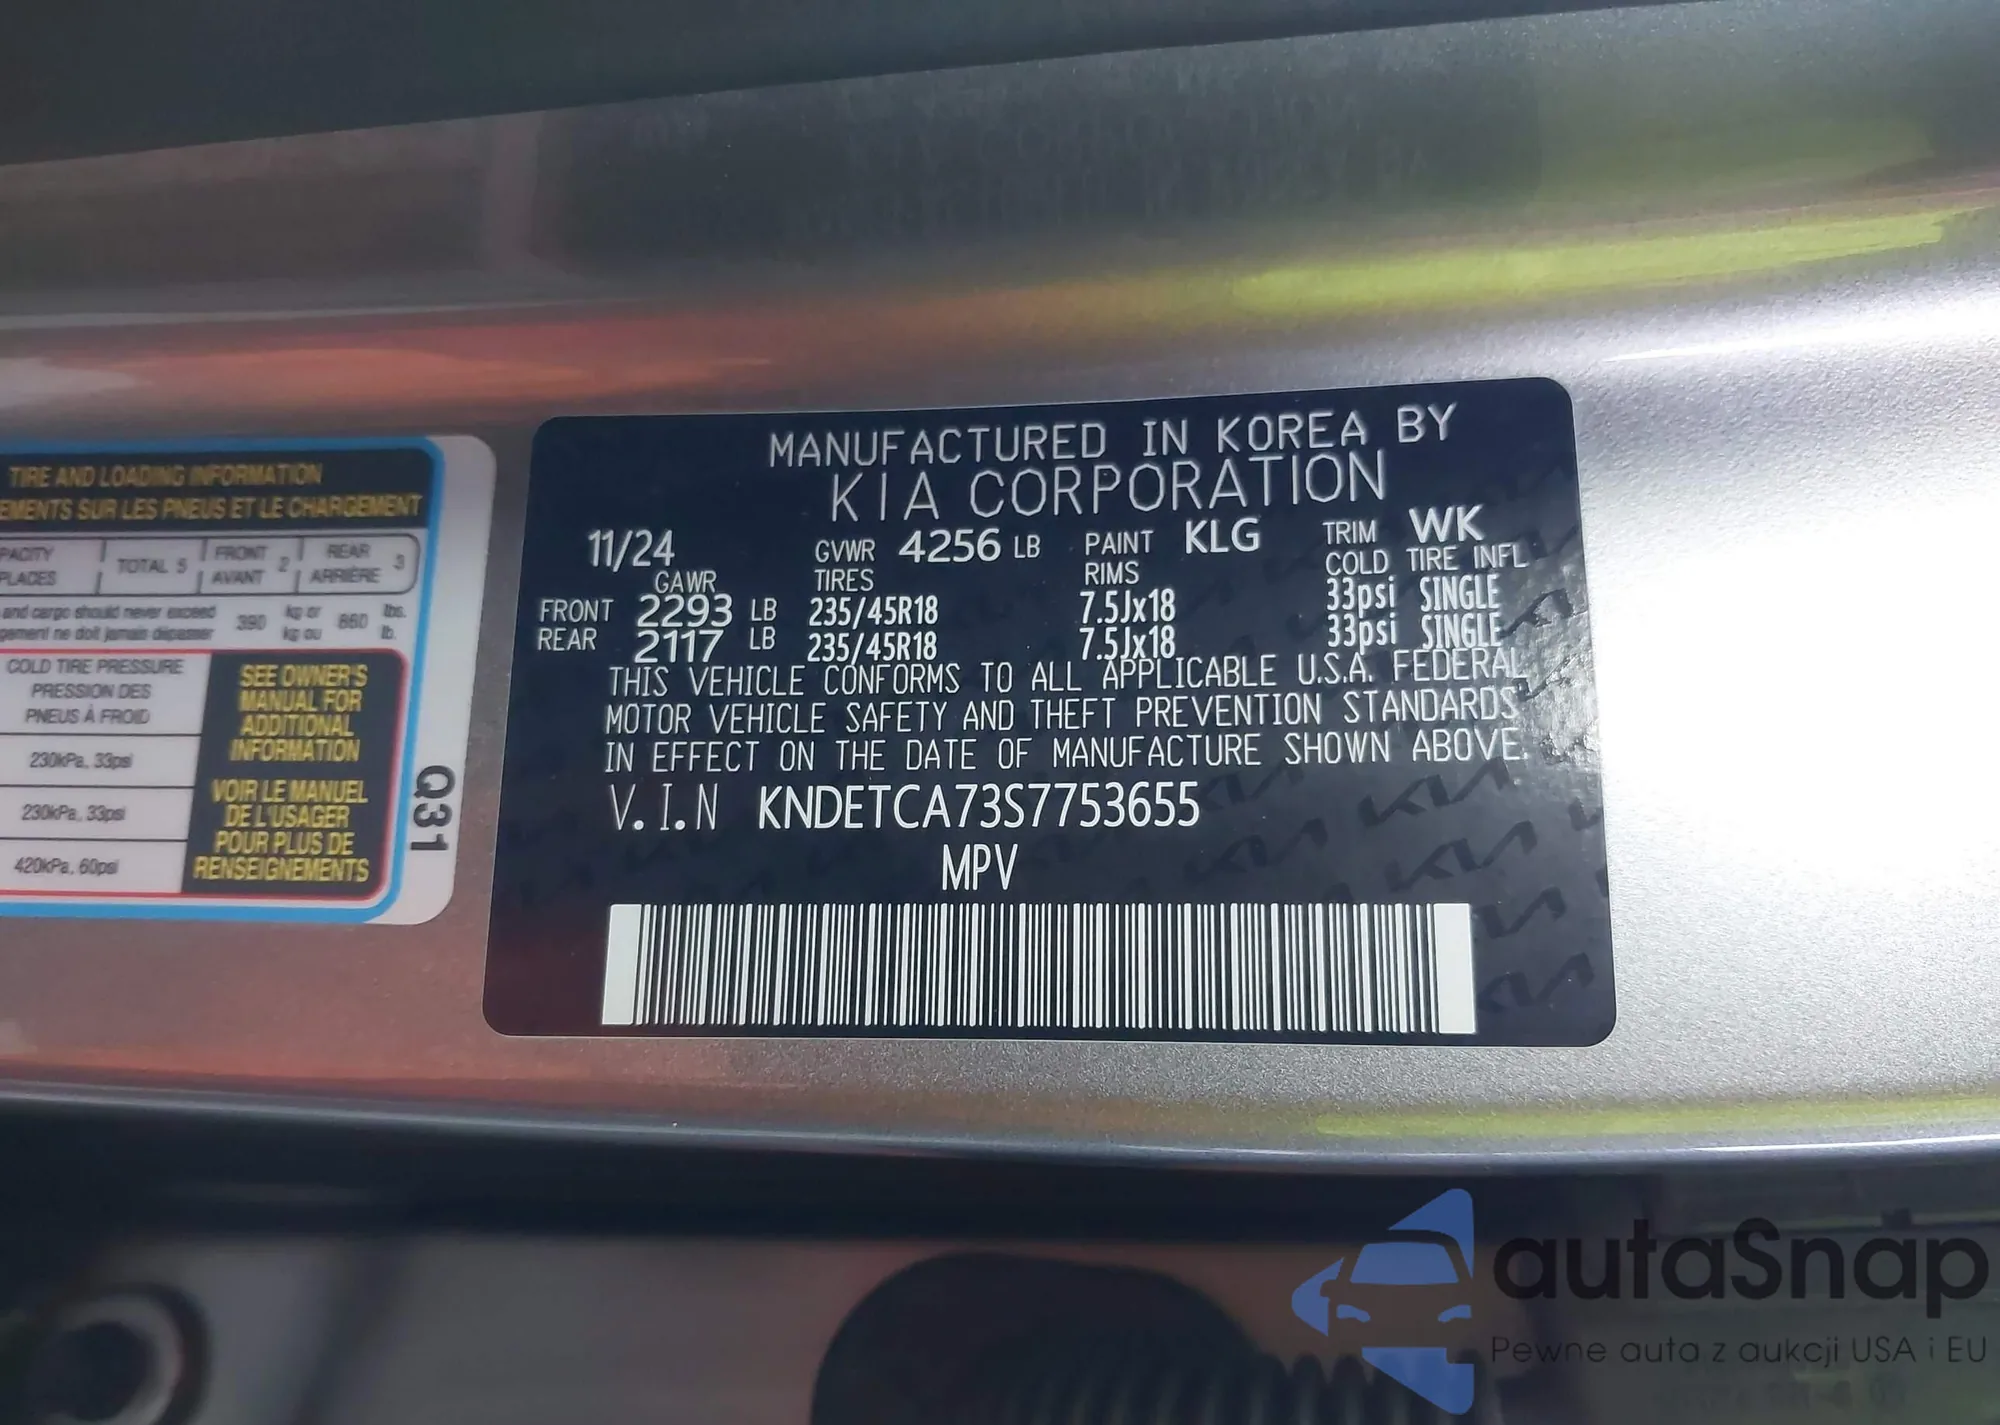 TIRE AND LOADING INFORMATION
EMENTS SUR LES PNEUS ET LE CHARGEMENT
PACITY TOTAL 5 FRONT 2 REAR 3
PLACES AVANT ARRIÈRE
and cargo should never exceed 390 kg or 860 lbs.
gement ne doit jamais dépasser kg ou lb.
COLD TIRE PRESSURE
PRESSION DES
PNEUS À FROID
230kPa, 33psi
230kPa, 33psi
420kPa, 60psi
SEE OWNER'S
MANUAL FOR
ADDITIONAL
INFORMATION
VOIR LE MANUEL
DE L'USAGER
POUR PLUS DE
RENSEIGNEMENTS
Q31
MANUFACTURED IN KOREA BY
KIA CORPORATION
11/24 GVWR 4256 LB PAINT KLG TRIM WK
GAWR TIRES RIMS COLD TIRE INFL
FRONT 2293 LB 235/45R18 7.5Jx18 33psi SINGLE
REAR 2117 LB 235/45R18 7.5Jx18 33psi SINGLE
THIS VEHICLE CONFORMS TO ALL APPLICABLE U.S.A. FEDERAL
MOTOR VEHICLE SAFETY AND THEFT PREVENTION STANDARDS
IN EFFECT ON THE DATE OF MANUFACTURE SHOWN ABOVE.
V.I.N KNDETCA73S7753655
MPV
autaSnap
Pewne auta z aukcji USA i EU